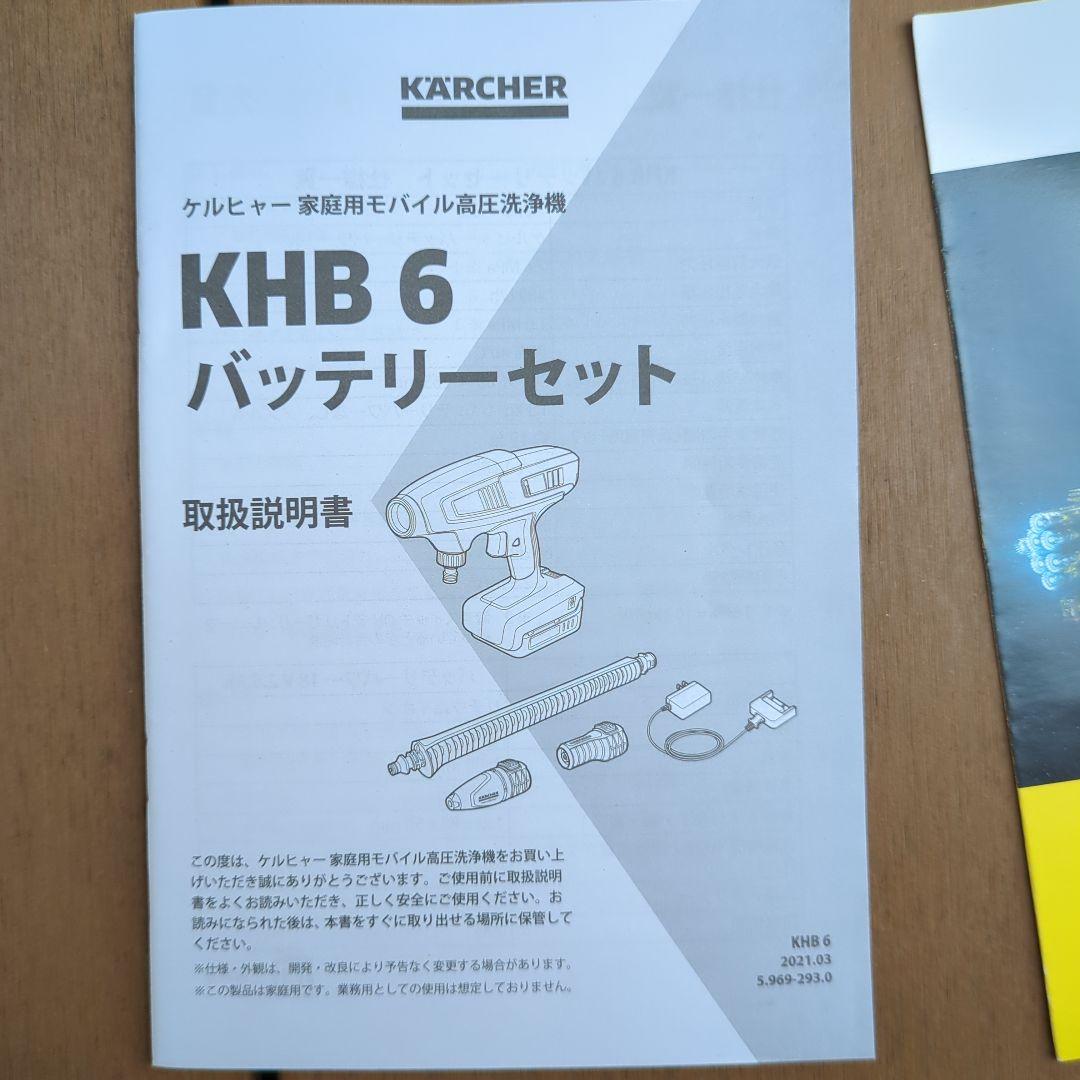 KÄRCHER
ケルヒャー 家庭用モバイル高圧洗浄機
KHB 6
バッテリーセット
取扱説明書
KÄRCHER
この度は、ケルヒャー 家庭用モバイル高圧洗浄機をお買い上
げいただき誠にありがとうございます。ご使用前に取扱説明
書をよくお読みいただき、正しく安全にご使用ください。お
読みになられた後は、本書をすぐに取り出せる場所に保管して
ください。
※仕様・外観は、開発・改良により予告なく変更する場合があります。
※この製品は家庭用です。業務用としての使用は想定しておりません。
KHB 6
2021.03
5.969-293.0